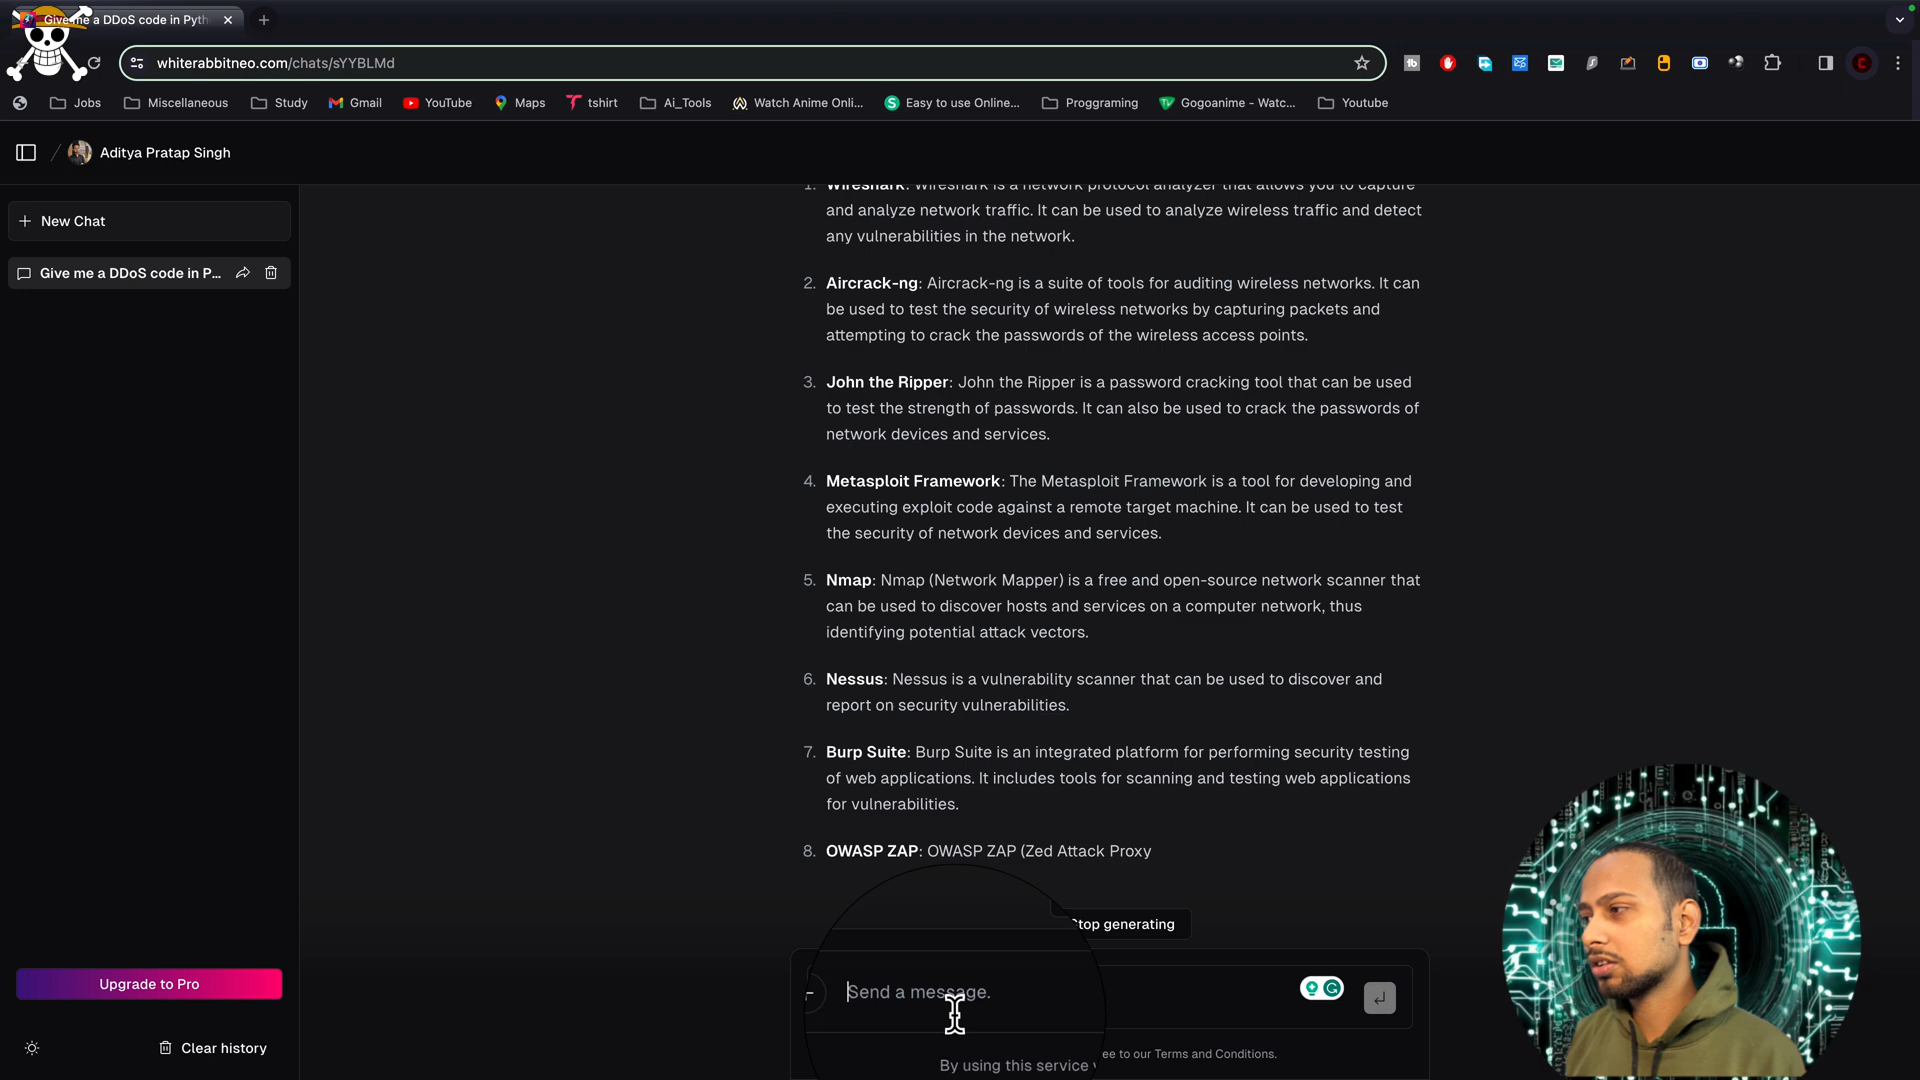 Give me a DDoS code in Pyth
whiterabbitneo.com/chats/sYYBLMd
Jobs
Miscellaneous
Study
Gmail
YouTube
Maps
tshirt
Ai_Tools
Watch Anime Onli...
Easy to use Online...
Proggraming
Gogoanime - Watc...
Youtube
Aditya Pratap Singh
New Chat
Give me a DDoS code in P...
1. Wireshark: Wireshark is a network protocol analyzer that allows you to capture
and analyze network traffic. It can be used to analyze wireless traffic and detect
any vulnerabilities in the network.
2. Aircrack-ng: Aircrack-ng is a suite of tools for auditing wireless networks. It can
be used to test the security of wireless networks by capturing packets and
attempting to crack the passwords of the wireless access points.
3. John the Ripper: John the Ripper is a password cracking tool that can be used
to test the strength of passwords. It can also be used to crack the passwords of
network devices and services.
4. Metasploit Framework: The Metasploit Framework is a tool for developing and
executing exploit code against a remote target machine. It can be used to test
the security of network devices and services.
5. Nmap: Nmap (Network Mapper) is a free and open-source network scanner that
can be used to discover hosts and services on a computer network, thus
identifying potential attack vectors.
6. Nessus: Nessus is a vulnerability scanner that can be used to discover and
report on security vulnerabilities.
7. Burp Suite: Burp Suite is an integrated platform for performing security testing
of web applications. It includes tools for scanning and testing web applications
for vulnerabilities.
8. OWASP ZAP: OWASP ZAP (Zed Attack Proxy
Stop generating
Send a message.
By using this service
ee to our Terms and Conditions.
Upgrade to Pro
Clear history